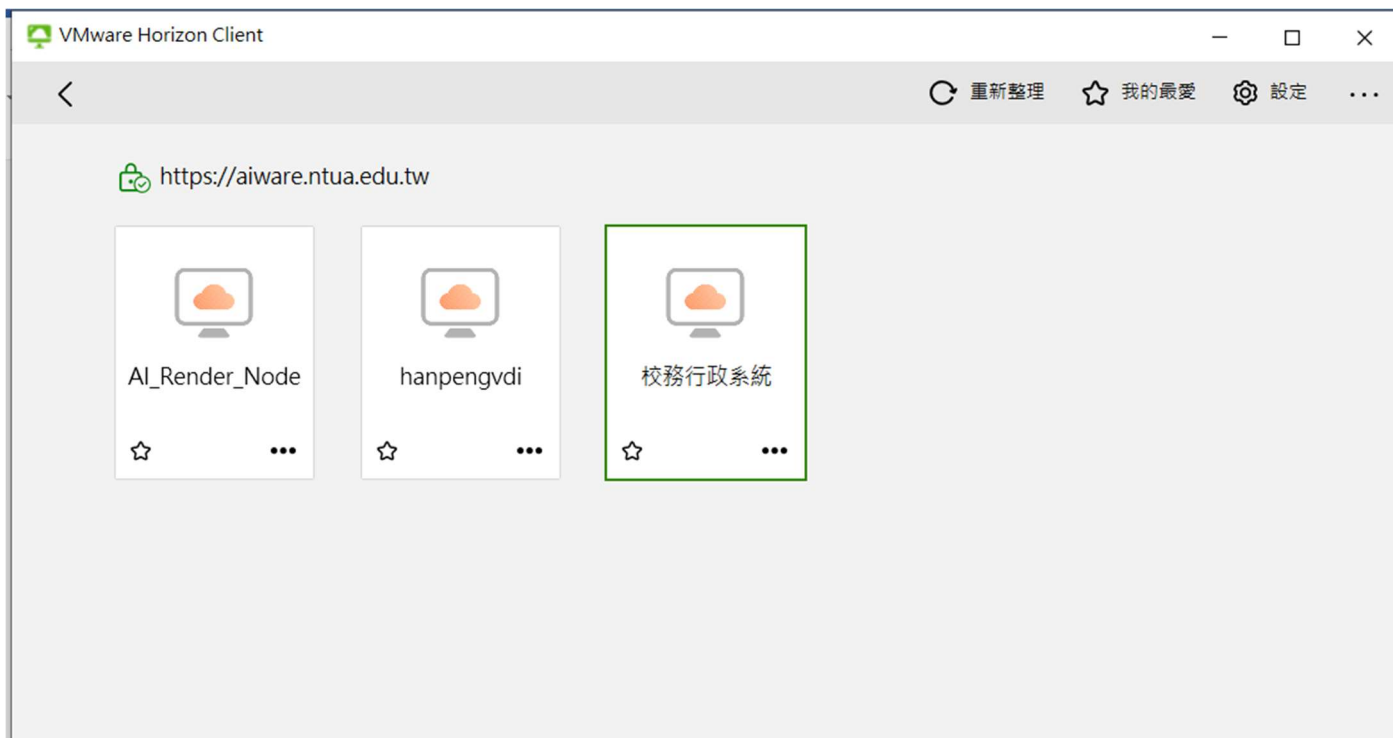 VMware Horizon Client
重新整理 我的最愛 設定
https://aiware.ntua.edu.tw
AI_Render_Node hanpengvdi 校務行政系統